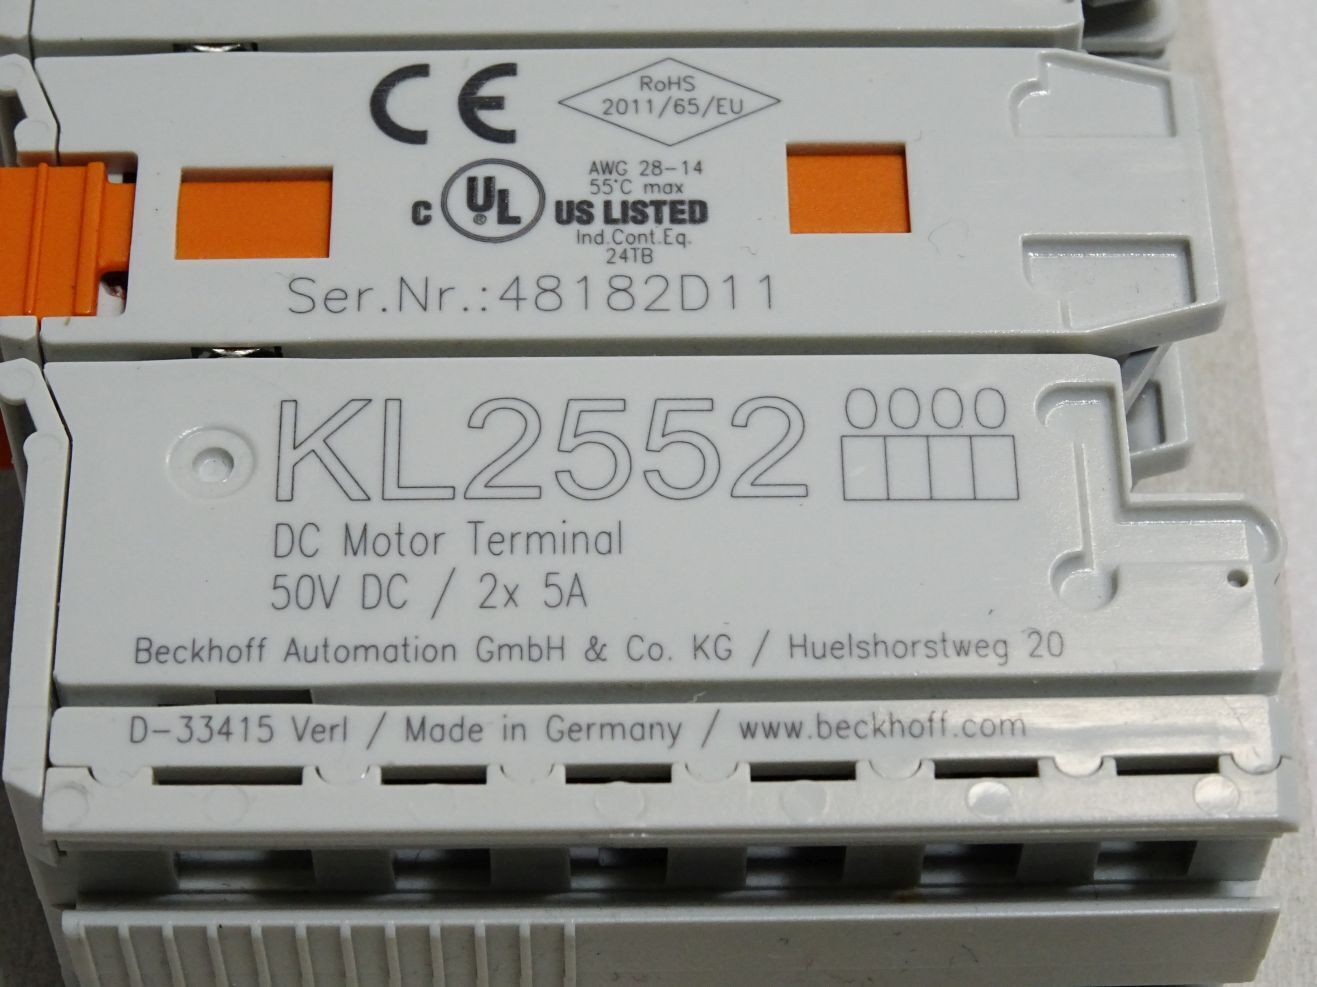 CE
RoHS
2011/65/EU
AWG 28-14
55°C max
c UL ® US LISTED
Ind.Cont.Eq.
24TB
Ser.Nr.:48182D11
KL2552
0000
DC Motor Terminal
50V DC / 2x 5A
Beckhoff Automation GmbH & Co. KG / Huelshorstweg 20
D-33415 Verl / Made in Germany / www.beckhoff.com